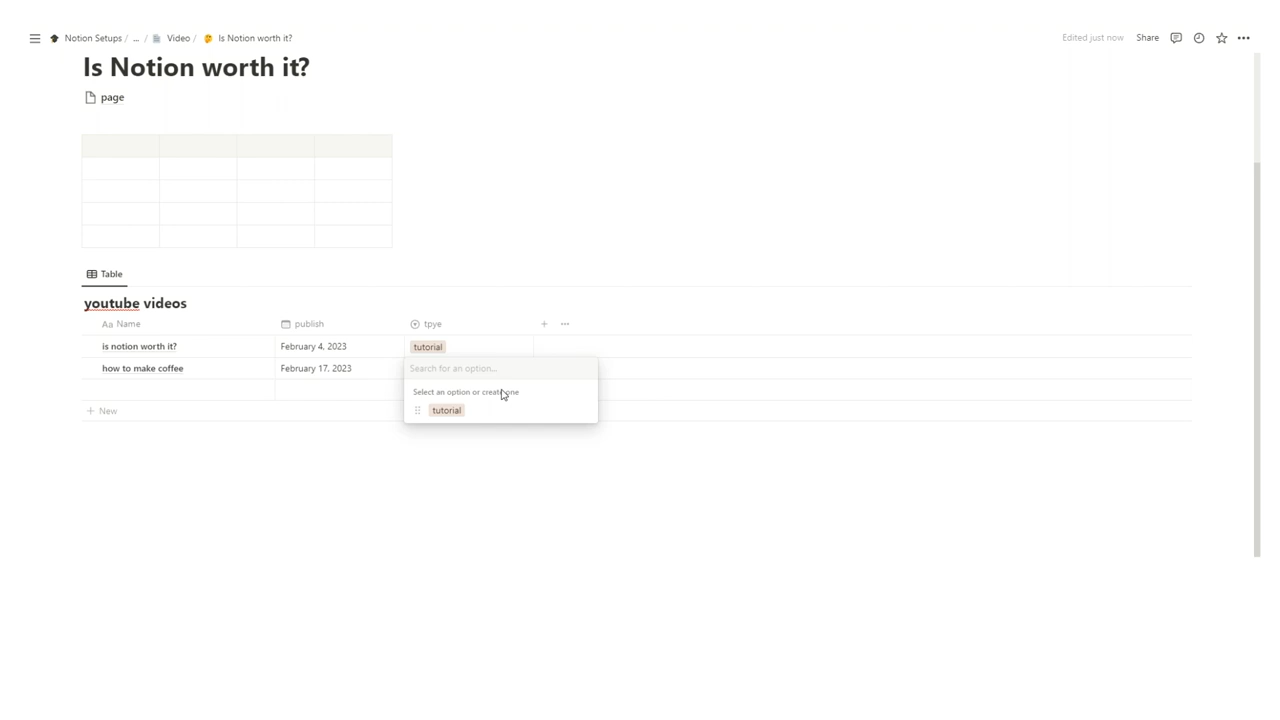 Notion Setups / ... / Video / Is Notion worth it?
Edited just now Share
Is Notion worth it?
page
Table
youtube videos
Aa Name publish tpye
is notion worth it? February 4, 2023 tutorial
how to make coffee February 17, 2023 Search for an option...
Select an option or create one
tutorial
New